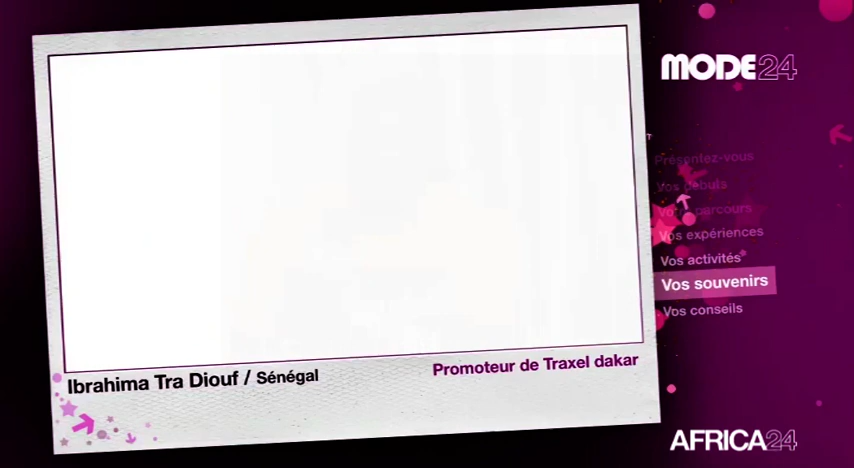 MODE24
Présentez-vous
Vos débuts
Votre parcours
Vos expériences
Vos activités
Vos souvenirs
Vos conseils
Ibrahima Tra Diouf / Sénégal
Promoteur de Traxel dakar
AFRICA24